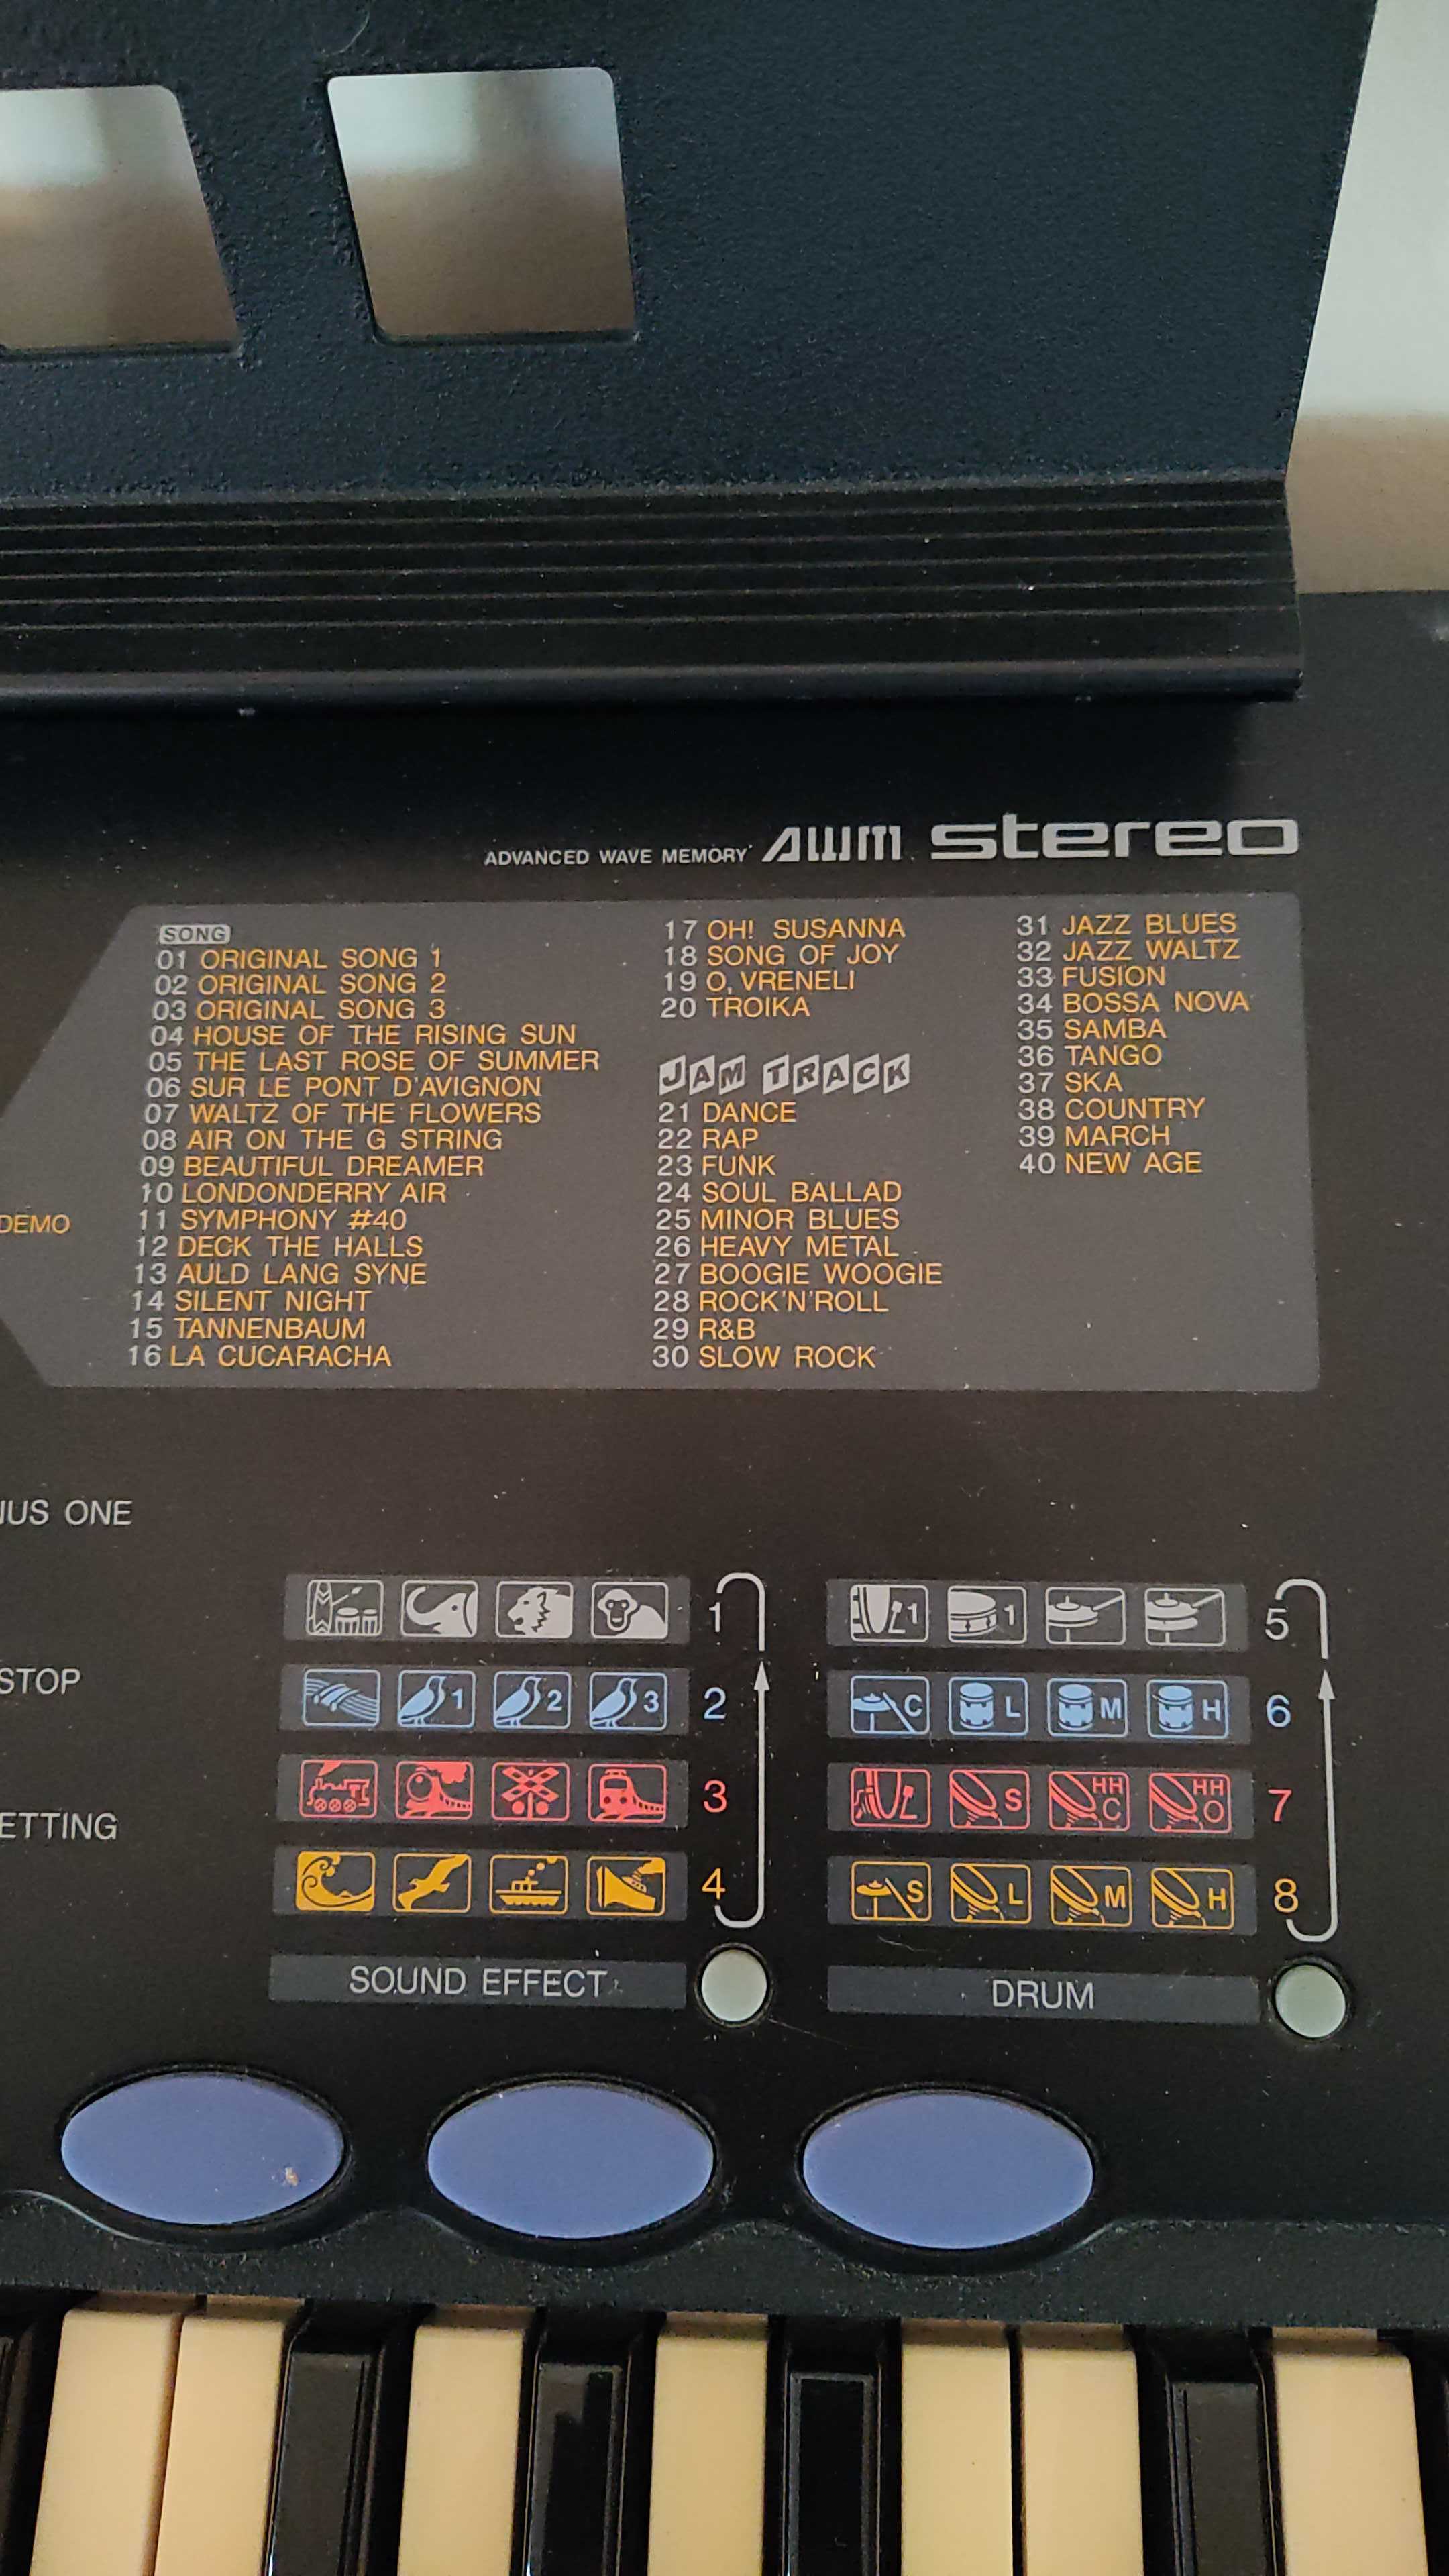 ADVANCED WAVE MEMORY AWM stereo
SONG
01 ORIGINAL SONG 1
02 ORIGINAL SONG 2
03 ORIGINAL SONG 3
04 HOUSE OF THE RISING SUN
05 THE LAST ROSE OF SUMMER
06 SUR LE PONT D'AVIGNON
07 WALTZ OF THE FLOWERS
08 AIR ON THE G STRING
09 BEAUTIFUL DREAMER
10 LONDONDERRY AIR
11 SYMPHONY #40
12 DECK THE HALLS
13 AULD LANG SYNE
14 SILENT NIGHT
15 TANNENBAUM
16 LA CUCARACHA
17 OH! SUSANNA
18 SONG OF JOY
19 O, VRENELI
20 TROIKA
JAM TRACK
21 DANCE
22 RAP
23 FUNK
24 SOUL BALLAD
25 MINOR BLUES
26 HEAVY METAL
27 BOOGIE WOOGIE
28 ROCK'N'ROLL
29 R&B
30 SLOW ROCK
31 JAZZ BLUES
32 JAZZ WALTZ
33 FUSION
34 BOSSA NOVA
35 SAMBA
36 TANGO
37 SKA
38 COUNTRY
39 MARCH
40 NEW AGE
DEMO
ONE
STOP
ETTING
1
1 2 3 2
3
4
SOUND EFFECT
1 1 5
C L M H 6
S HH C HH O 7
S L M H 8
DRUM